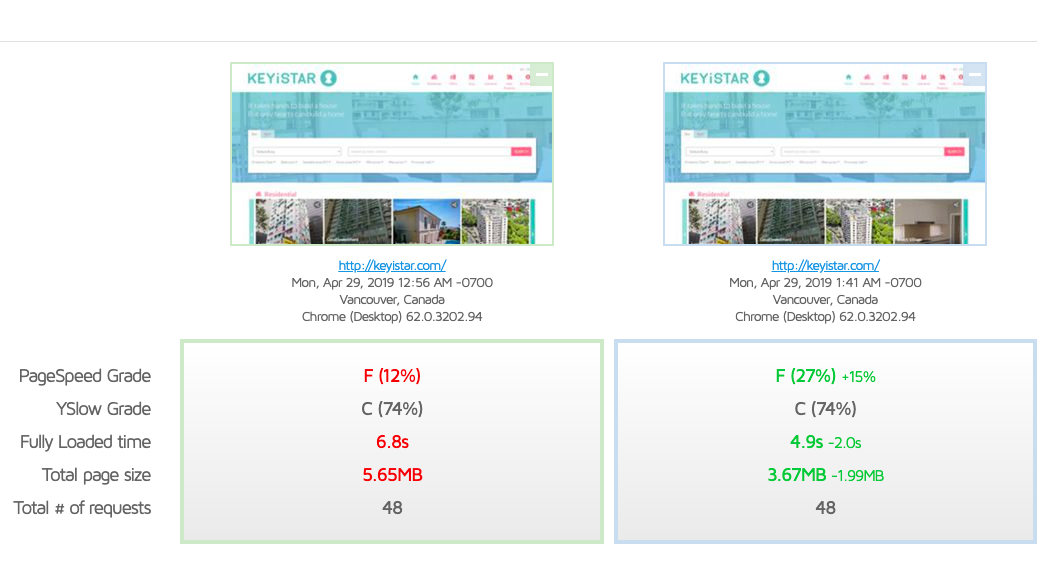 KEYiSTAR
KEYiSTAR
It takes hands to build a house
But only hearts can build a home
It takes hands to build a house
But only hearts can build a home
Residential
Residential
http://keyistar.com/
Mon, Apr 29, 2019 12:56 AM -0700
Vancouver, Canada
Chrome (Desktop) 62.0.3202.94
http://keyistar.com/
Mon, Apr 29, 2019 1:41 AM -0700
Vancouver, Canada
Chrome (Desktop) 62.0.3202.94
PageSpeed Grade F (12%) F (27%) +15%
YSlow Grade C (74%) C (74%)
Fully Loaded time 6.8s 4.9s -2.0s
Total page size 5.65MB 3.67MB -1.99MB
Total # of requests 48 48